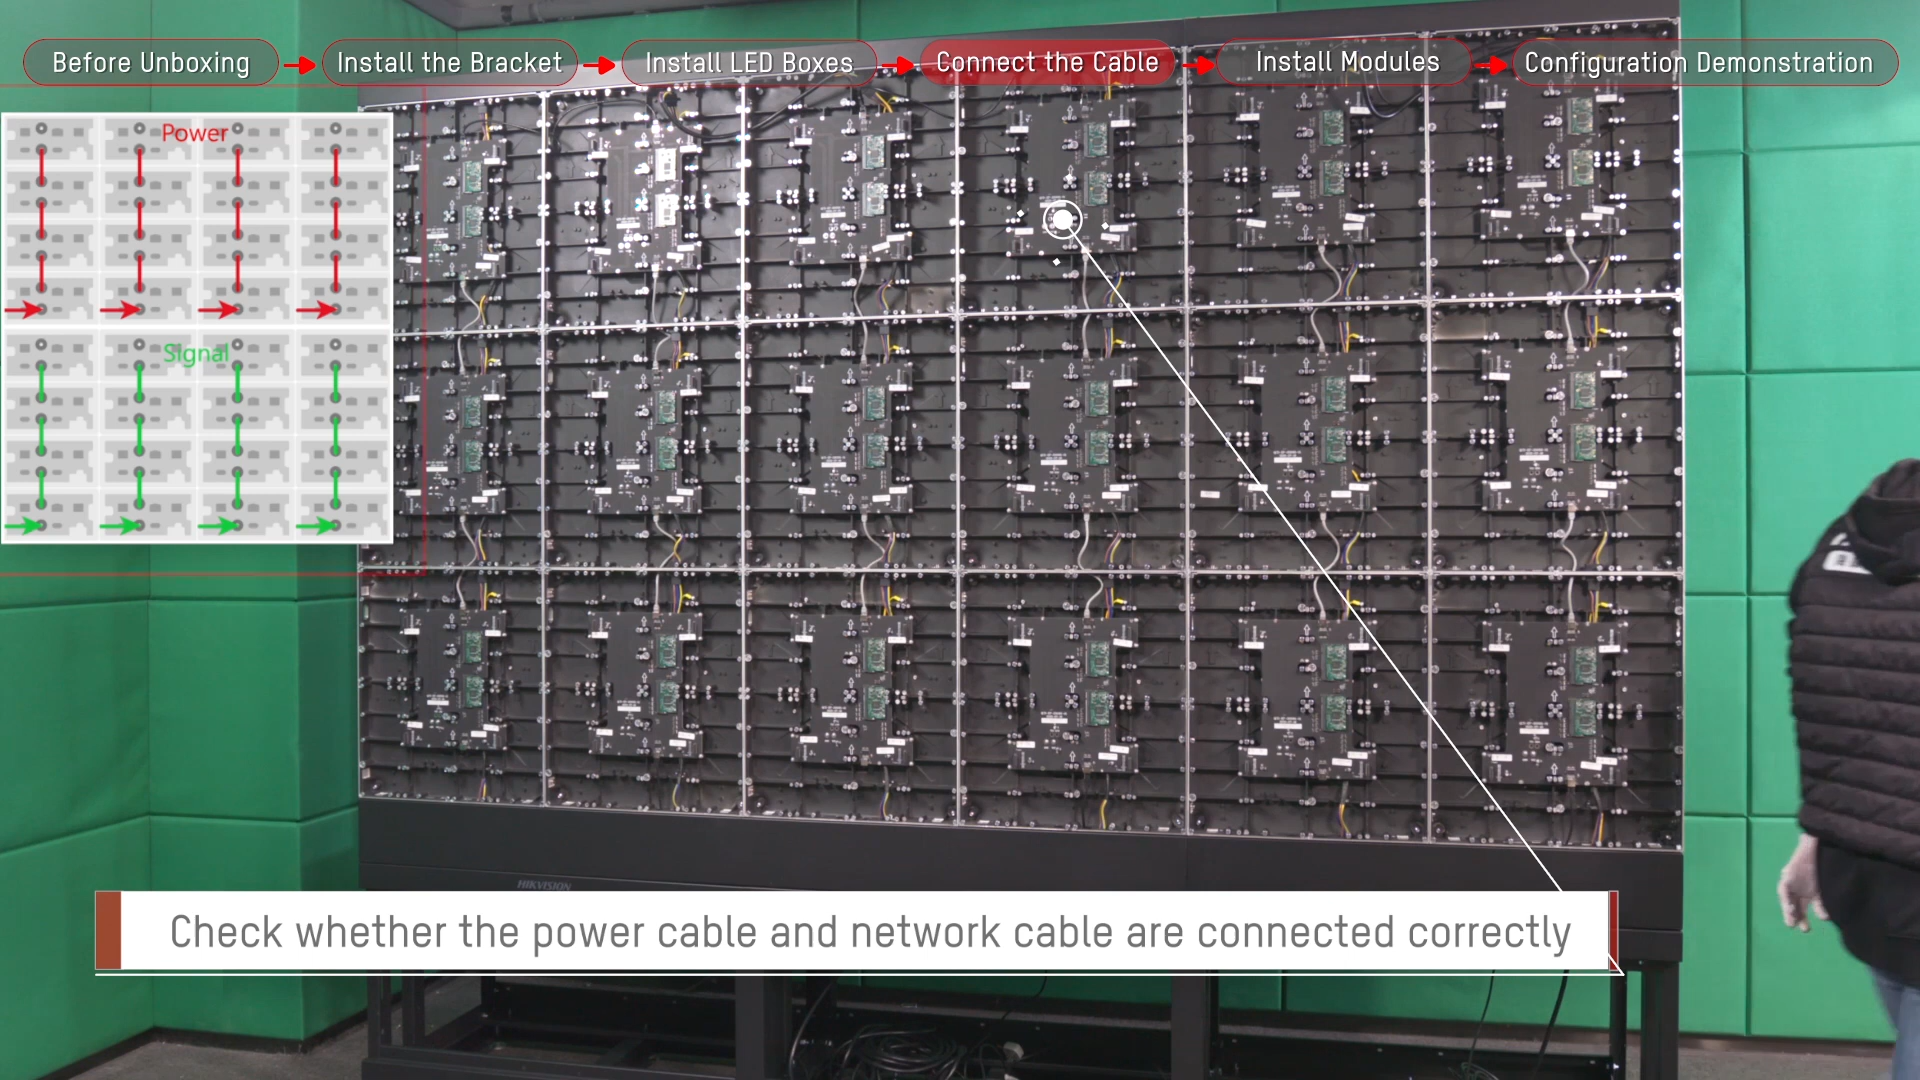 Before Unboxing
Install the Bracket
Install LED Boxes
Connect the Cable
Install Modules
Configuration Demonstration
Power
Signal
HIKVISION
Check whether the power cable and network cable are connected correctly